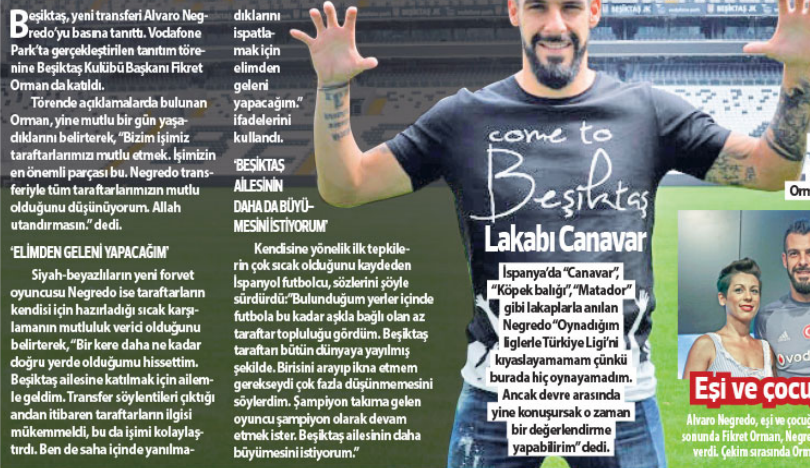 Beşiktaş, yeni transferi Alvaro Neg-
redo'yu basına tanıttı. Vodafone
Park'ta gerçekleştirilen tanıtım töre-
nine Beşiktaş Kulübü Başkanı Fikret
Orman da katıldı.
Törende açıklamalarda bulunan
Orman, yine mutlu bir gün yaşa-
dıklarını belirterek, "Bizim işimiz
taraftarlarımızı mutlu etmek. İşimizin
en önemli parçası bu. Negredo trans-
feriyle tüm taraftarlarımızın mutlu
olduğunu düşünüyorum. Allah
utandırmasın." dedi.
'ELİMDEN GELENİ YAPACAĞIM'
Siyah-beyazlıların yeni forvet
oyuncusu Negredo ise taraftarların
kendisi için hazırladığı sıcak karşı-
lamanın mutluluk verici olduğunu
belirterek, "Bir kere daha ne kadar
doğru yerde olduğumu hissettim.
Beşiktaş ailesine katılmak için ailem-
le geldim. Transfer söylentileri çıktığı
andan itibaren taraftarların ilgisi
mükemmeldi, bu da işimi kolaylaş-
tırdı. Ben de saha içinde yanılma-
dıklarını
ispatla-
mak için
elimden
geleni
yapacağım."
ifadelerini
kullandı.
'BEŞİKTAŞ
AİLESİNİN
DAHA DA BÜYÜ-
MESİNİ İSTİYORUM'
Kendisine yönelik ilk tepkile-
rin çok sıcak olduğunu kaydeden
İspanyol futbolcu, sözlerini şöyle
sürdürdü:"Bulunduğum yerler içinde
futbola bu kadar aşkla bağlı olan az
taraftar topluluğu gördüm. Beşiktaş
taraftarı bütün dünyaya yayılmış
şekilde. Birisini arayıp ikna etmem
gerekseydi çok fazla düşünmemesini
söylerdim. Şampiyon takıma gelen
oyuncu şampiyon olarak devam
etmek ister. Beşiktaş ailesinin daha
büyümesini istiyorum."
BEŞİKTAŞ JK
BEŞİKTAŞ JK
come to
Beşiktaş
Lakabı Canavar
İspanya'da "Canavar",
"Köpek balığı", "Matador"
gibi lakaplarla anılan
Negredo "Oynadığım
liglerle Türkiye Ligi'ni
kıyaslayamamam çünkü
burada hiç oynayamadım.
Ancak devre arasında
yine konuşursak o zaman
bir değerlendirme
yapabilirim" dedi.
Orn
vodo
Eşi ve çocu
Alvaro Negredo, eşi ve çocuğ
sonunda Fikret Orman, Negre
verdi. Çekim sırasında Orn